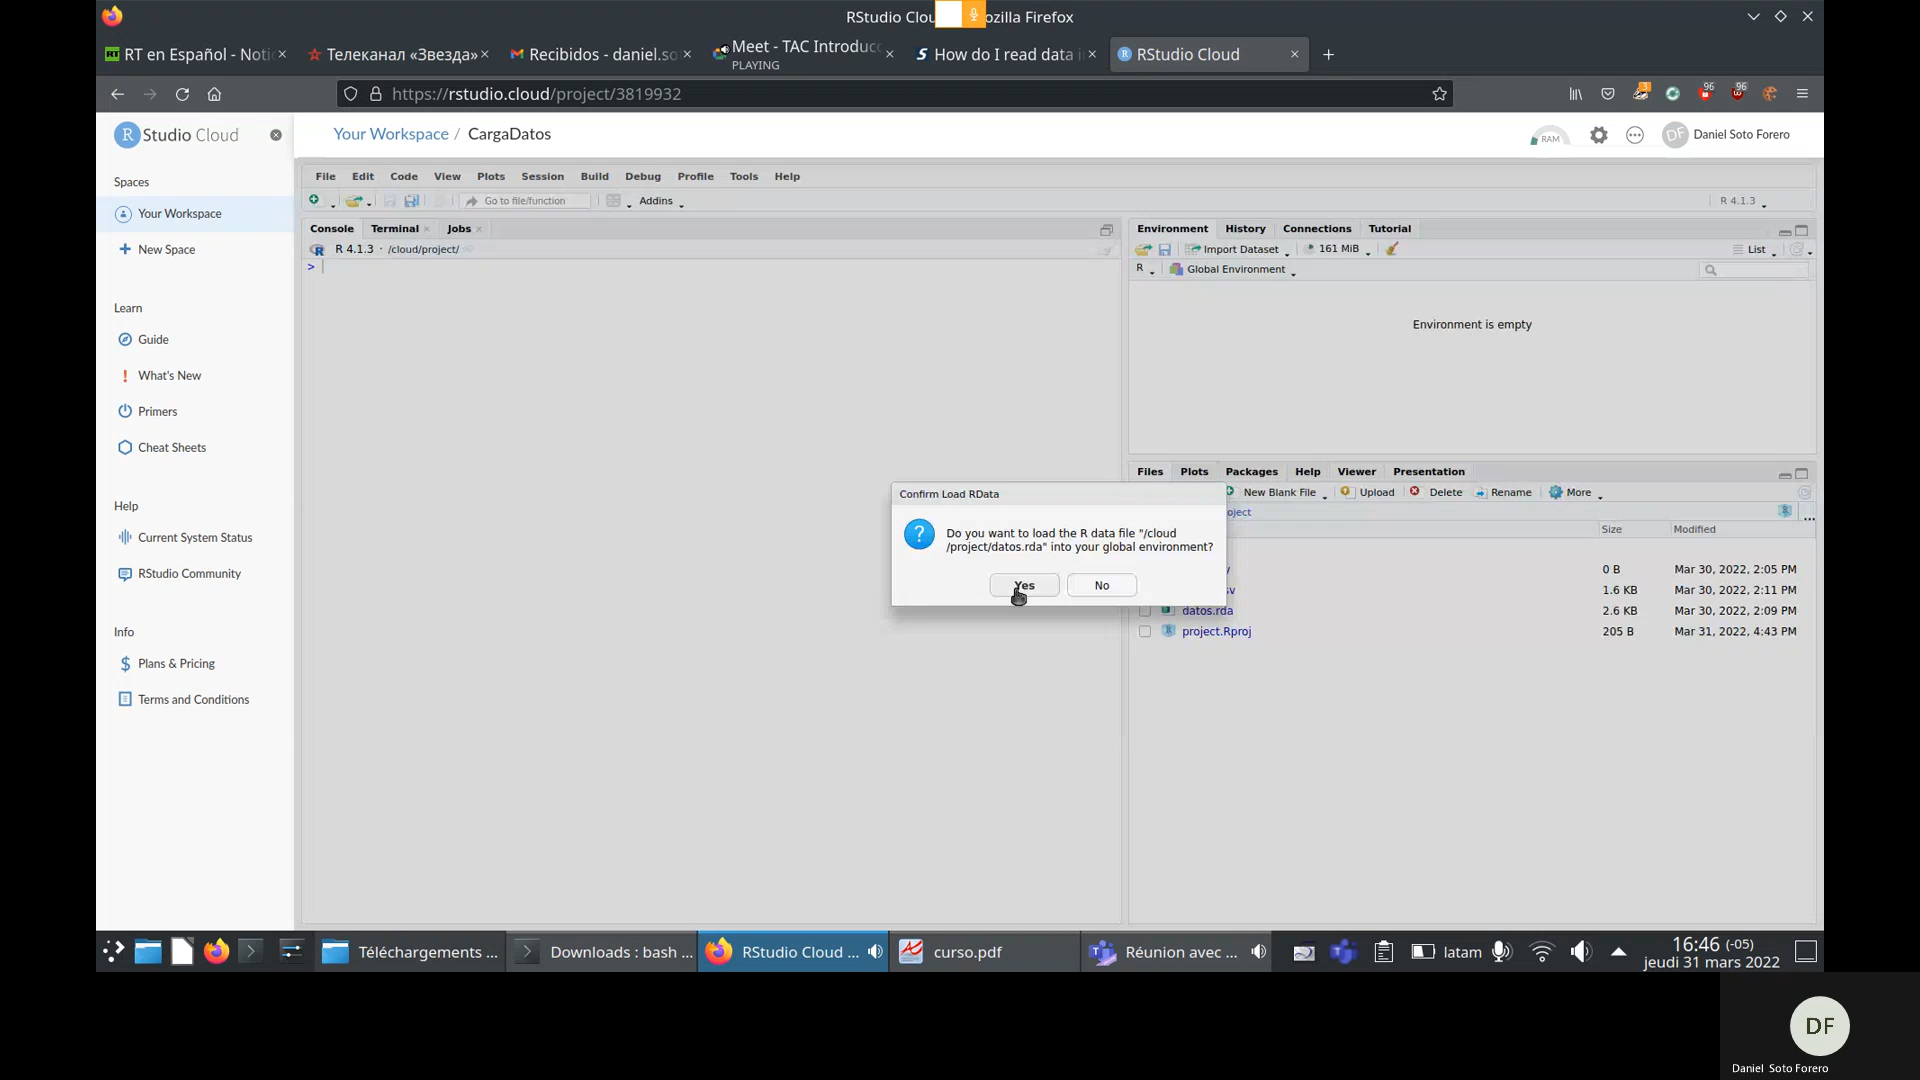 RStudio Clou
ozilla Firefox
RT en Español - Noti
Телеканал «Звезда»
Recibidos - daniel.so
Meet - TAC Introduc
PLAYING
How do I read data i
RStudio Cloud
https://rstudio.cloud/project/3819932
3
96
96
R Studio Cloud
Your Workspace / CargaDatos
RAM
DF Daniel Soto Forero
Spaces
Your Workspace
New Space
Learn
Guide
What's New
Primers
Cheat Sheets
Help
Current System Status
RStudio Community
Info
Plans & Pricing
Terms and Conditions
File Edit Code View Plots Session Build Debug Profile Tools Help
Go to file/function
Addins
R 4.1.3
Console Terminal Jobs
R 4.1.3 · /cloud/project/
>
Environment History Connections Tutorial
Import Dataset
161 MiB
List
R
Global Environment
Environment is empty
Files Plots Packages Help Viewer Presentation
New Blank File Upload Delete Rename More
oject
Size Modified
y 0 B Mar 30, 2022, 2:05 PM
sv 1.6 KB Mar 30, 2022, 2:11 PM
datos.rda 2.6 KB Mar 30, 2022, 2:09 PM
project.Rproj 205 B Mar 31, 2022, 4:43 PM
Confirm Load RData
Do you want to load the R data file "/cloud
/project/datos.rda" into your global environment?
Yes
No
Téléchargements ...
Downloads : bash ...
RStudio Cloud ...
curso.pdf
Réunion avec ...
latam
16:46 (-05)
jeudi 31 mars 2022
DF
Daniel Soto Forero